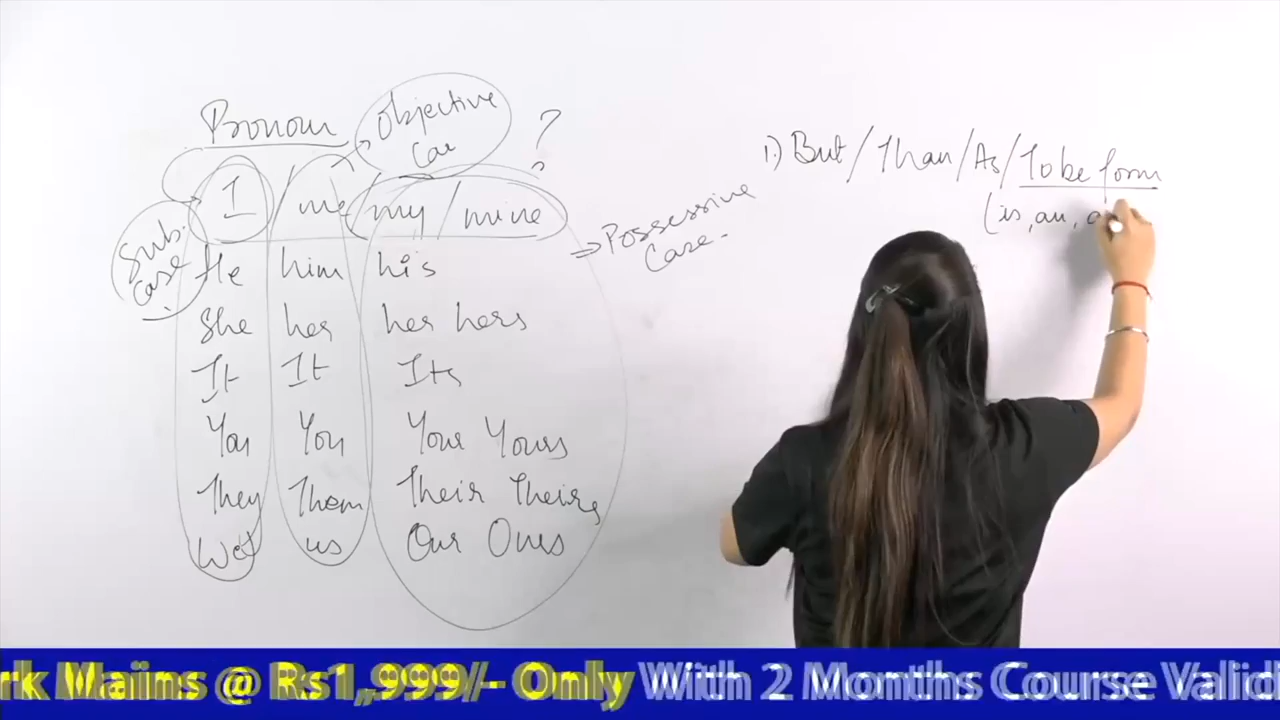 Pronoun
Objective
Case
?
I / me / my / mine
Sub.
Case
=> Possessive
Case.
He him his
She her her hers
It It Its
You You Your Yours
They Them Their Theirs
We us Our Ours
1.) But / Than / As / To be form
(is, am, a
rk Mains @ Rs1,999/- Only With 2 Months Course Validi